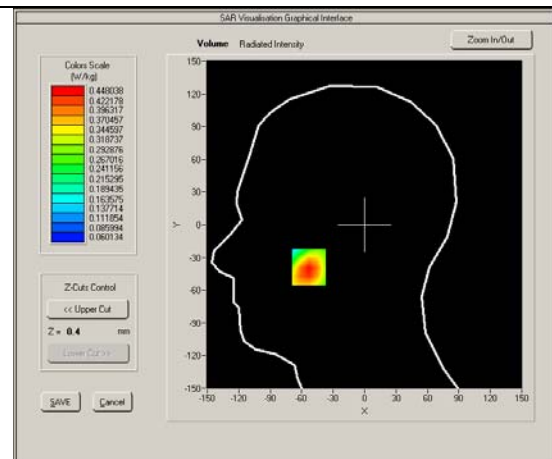 SAR Visualisation Graphical Interface
Volume Radiated Intensity
Zoom In/Out
Colors Scale
(W/kg)
0.448038
0.422178
0.396317
0.370457
0.344597
0.318737
0.292876
0.267016
0.241156
0.215295
0.189435
0.163575
0.137714
0.111854
0.085994
0.060134
Z-Cuts Control
<< Upper Cut
Z = 0.4 mm
Lower Cut >>
SAVE Cancel
150
120
90
60
30
0
-30
-60
-90
-120
-150
Y
-150 -120 -90 -60 -30 0 30 60 90 120 150
X